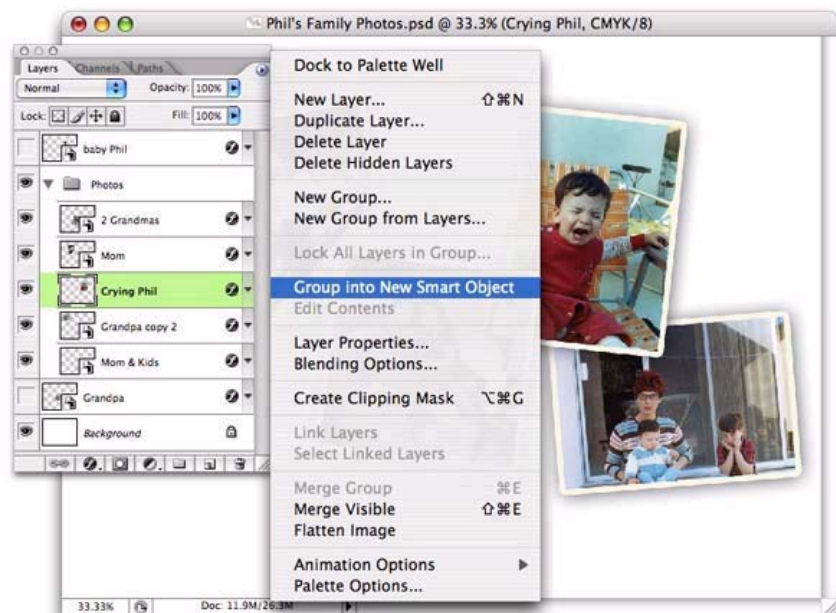 Phil's Family Photos.psd @ 33.3% (Crying Phil, CMYK/8)
Layers Channels Paths
Normal Opacity: 100%
Lock: Fill: 100%
baby Phil
Photos
2 Grandmas
Mom
Crying Phil
Grandpa copy 2
Mom & Kids
Grandpa
Background
Dock to Palette Well
New Layer... ⇧⌘N
Duplicate Layer...
Delete Layer
Delete Hidden Layers
New Group...
New Group from Layers...
Lock All Layers in Group...
Group into New Smart Object
Edit Contents
Layer Properties...
Blending Options...
Create Clipping Mask ⌥⌘G
Link Layers
Select Linked Layers
Merge Group ⌘E
Merge Visible ⇧⌘E
Flatten Image
Animation Options
Palette Options...
33.33% Doc: 11.9M/26.3M